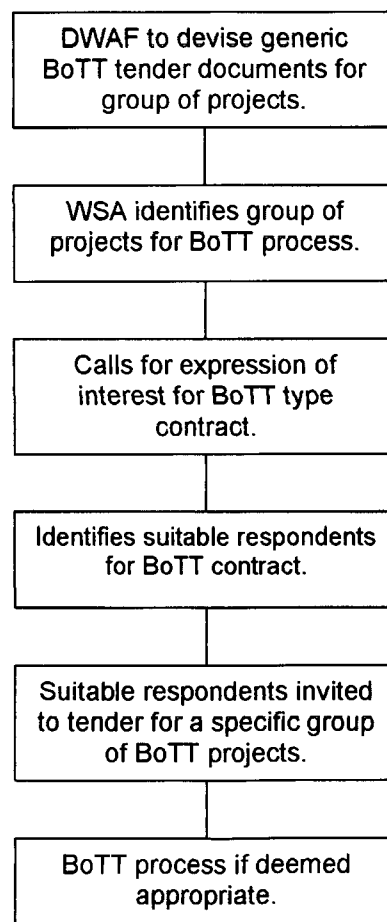 DWAF to devise generic
BoTT tender documents for
group of projects.
WSA identifies group of
projects for BoTT process.
Calls for expression of
interest for BoTT type
contract.
Identifies suitable respondents
for BoTT contract.
Suitable respondents invited
to tender for a specific group
of BoTT projects.
BoTT process if deemed
appropriate.